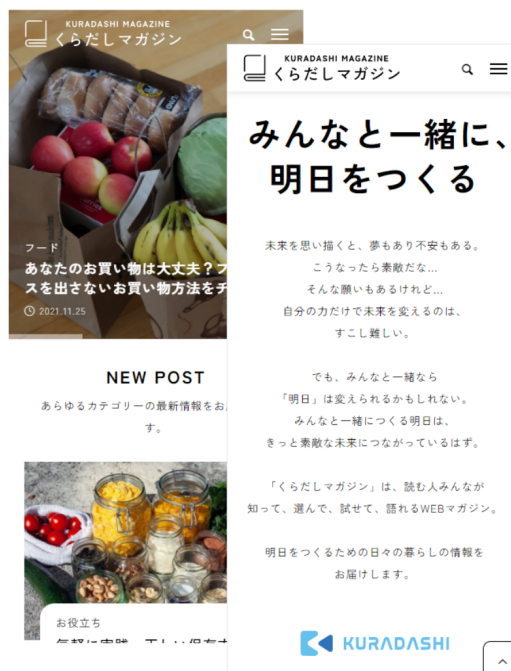 KURADASHI MAGAZINE
くらだしマガジン
フード
あなたのお買い物は大丈夫？フ
スを出さないお買い物方法をチ
2021.11.25
NEW POST
あらゆるカテゴリーの最新情報をお
す。
お役立ち
KURADASHI MAGAZINE
くらだしマガジン
みんなと一緒に、
明日をつくる
未来を思い描くと、夢もあり不安もある。
こうなったら素敵だな…
そんな願いもあるけれど…
自分の力だけで未来を変えるのは、
すこし難しい。
でも、みんなと一緒なら
「明日」は変えられるかもしれない。
みんなと一緒につくる明日は、
きっと素敵な未来につながっているはず。
「くらだしマガジン」は、読む人みんなが
知って、選んで、試せて、語れるWEBマガジン。
明日をつくるための日々の暮らしの情報を
お届けします。
KURADASHI